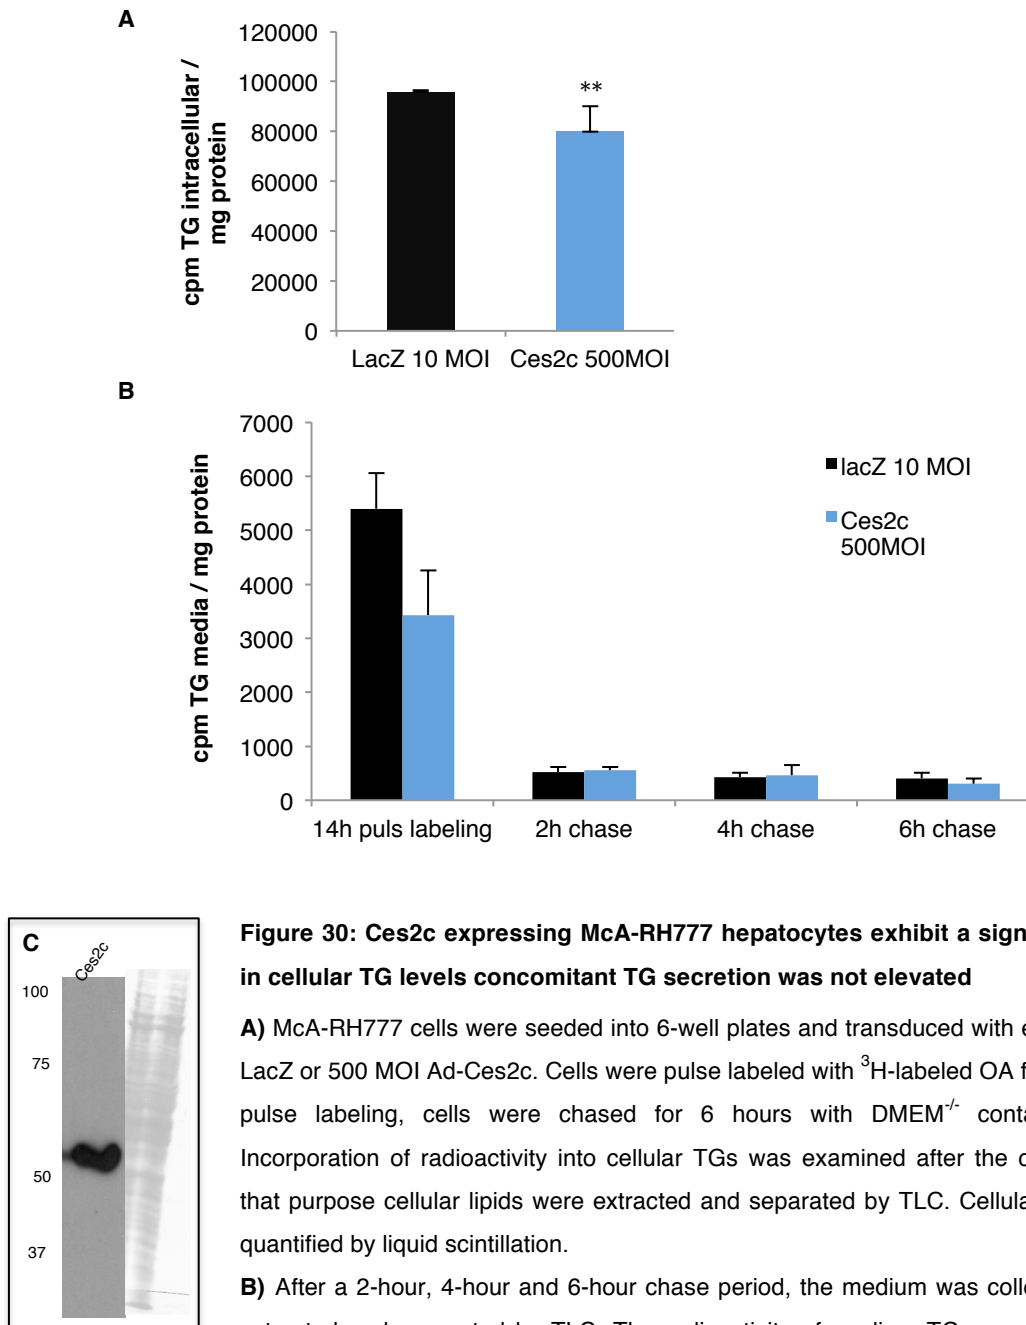 A
cpm TG intracellular /
mg protein
120000
100000
80000
60000
40000
20000
0
**
LacZ 10 MOI Ces2c 500MOI
B
cpm TG media / mg protein
7000
6000
5000
4000
3000
2000
1000
0
lacZ 10 MOI
Ces2c
500MOI
14h puls labeling 2h chase 4h chase 6h chase
C
Ces2c
100
75
50
37
Figure 30: Ces2c expressing McA-RH777 hepatocytes exhibit a sign
in cellular TG levels concomitant TG secretion was not elevated
A) McA-RH777 cells were seeded into 6-well plates and transduced with e
LacZ or 500 MOI Ad-Ces2c. Cells were pulse labeled with ³H-labeled OA f
pulse labeling, cells were chased for 6 hours with DMEM⁻/⁻ conta
Incorporation of radioactivity into cellular TGs was examined after the c
that purpose cellular lipids were extracted and separated by TLC. Cellula
quantified by liquid scintillation.
B) After a 2-hour, 4-hour and 6-hour chase period, the medium was colle